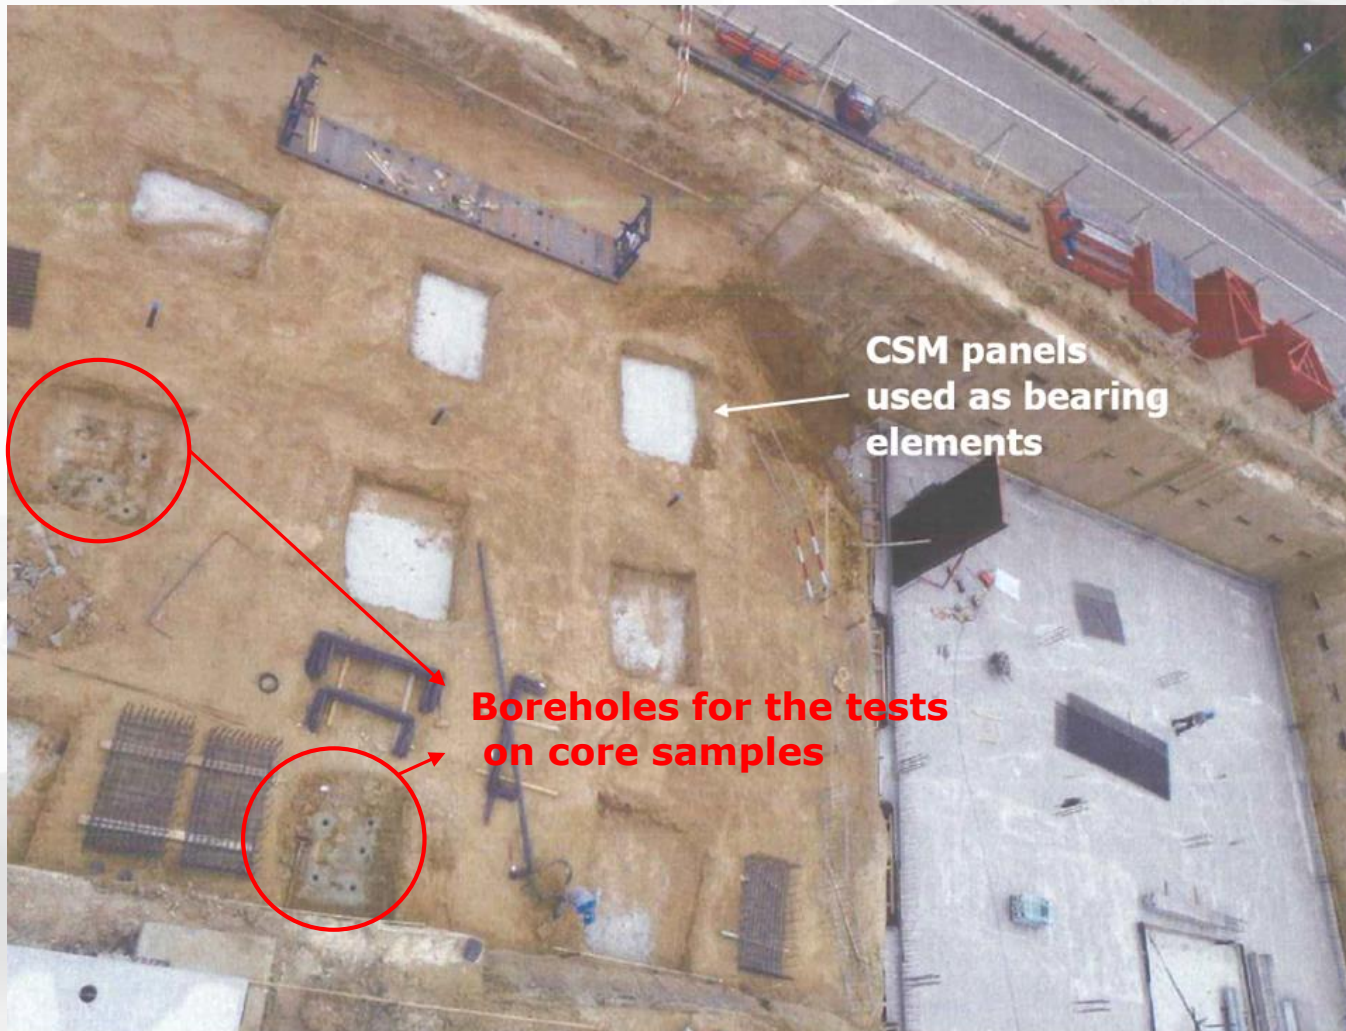 CSM panels
used as bearing
elements
Boreholes for the tests
on core samples